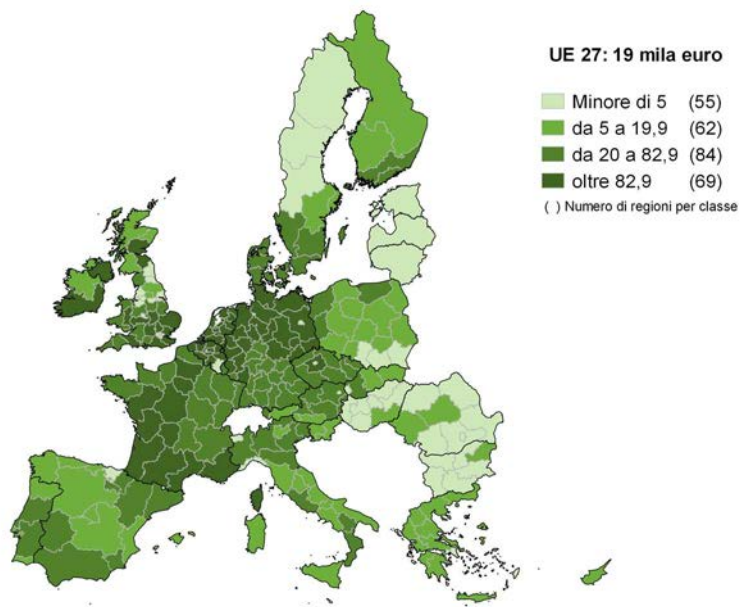 UE 27: 19 mila euro
Minore di 5 (55)
da 5 a 19,9 (62)
da 20 a 82,9 (84)
oltre 82,9 (69)
( ) Numero di regioni per classe